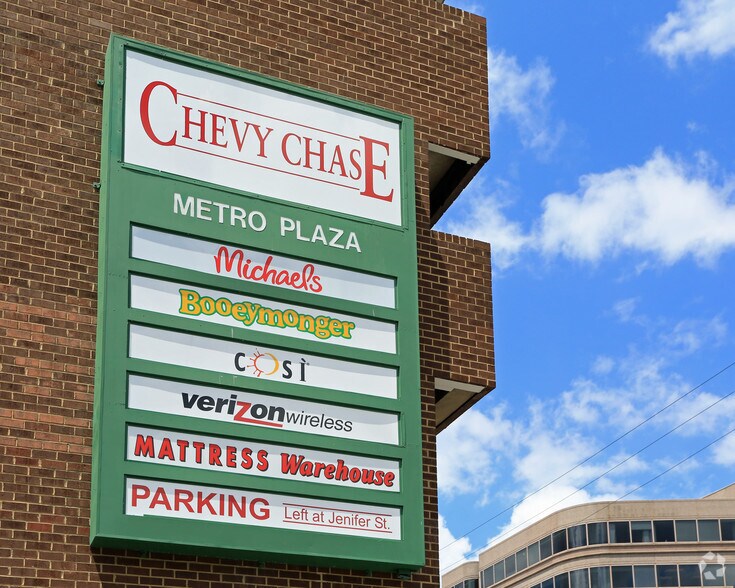 CHEVY CHASE
METRO PLAZA
Michaels
Booeymonger
COSÌ
verizonwireless
MATTRESS Warehouse
PARKING Left at Jenifer St.